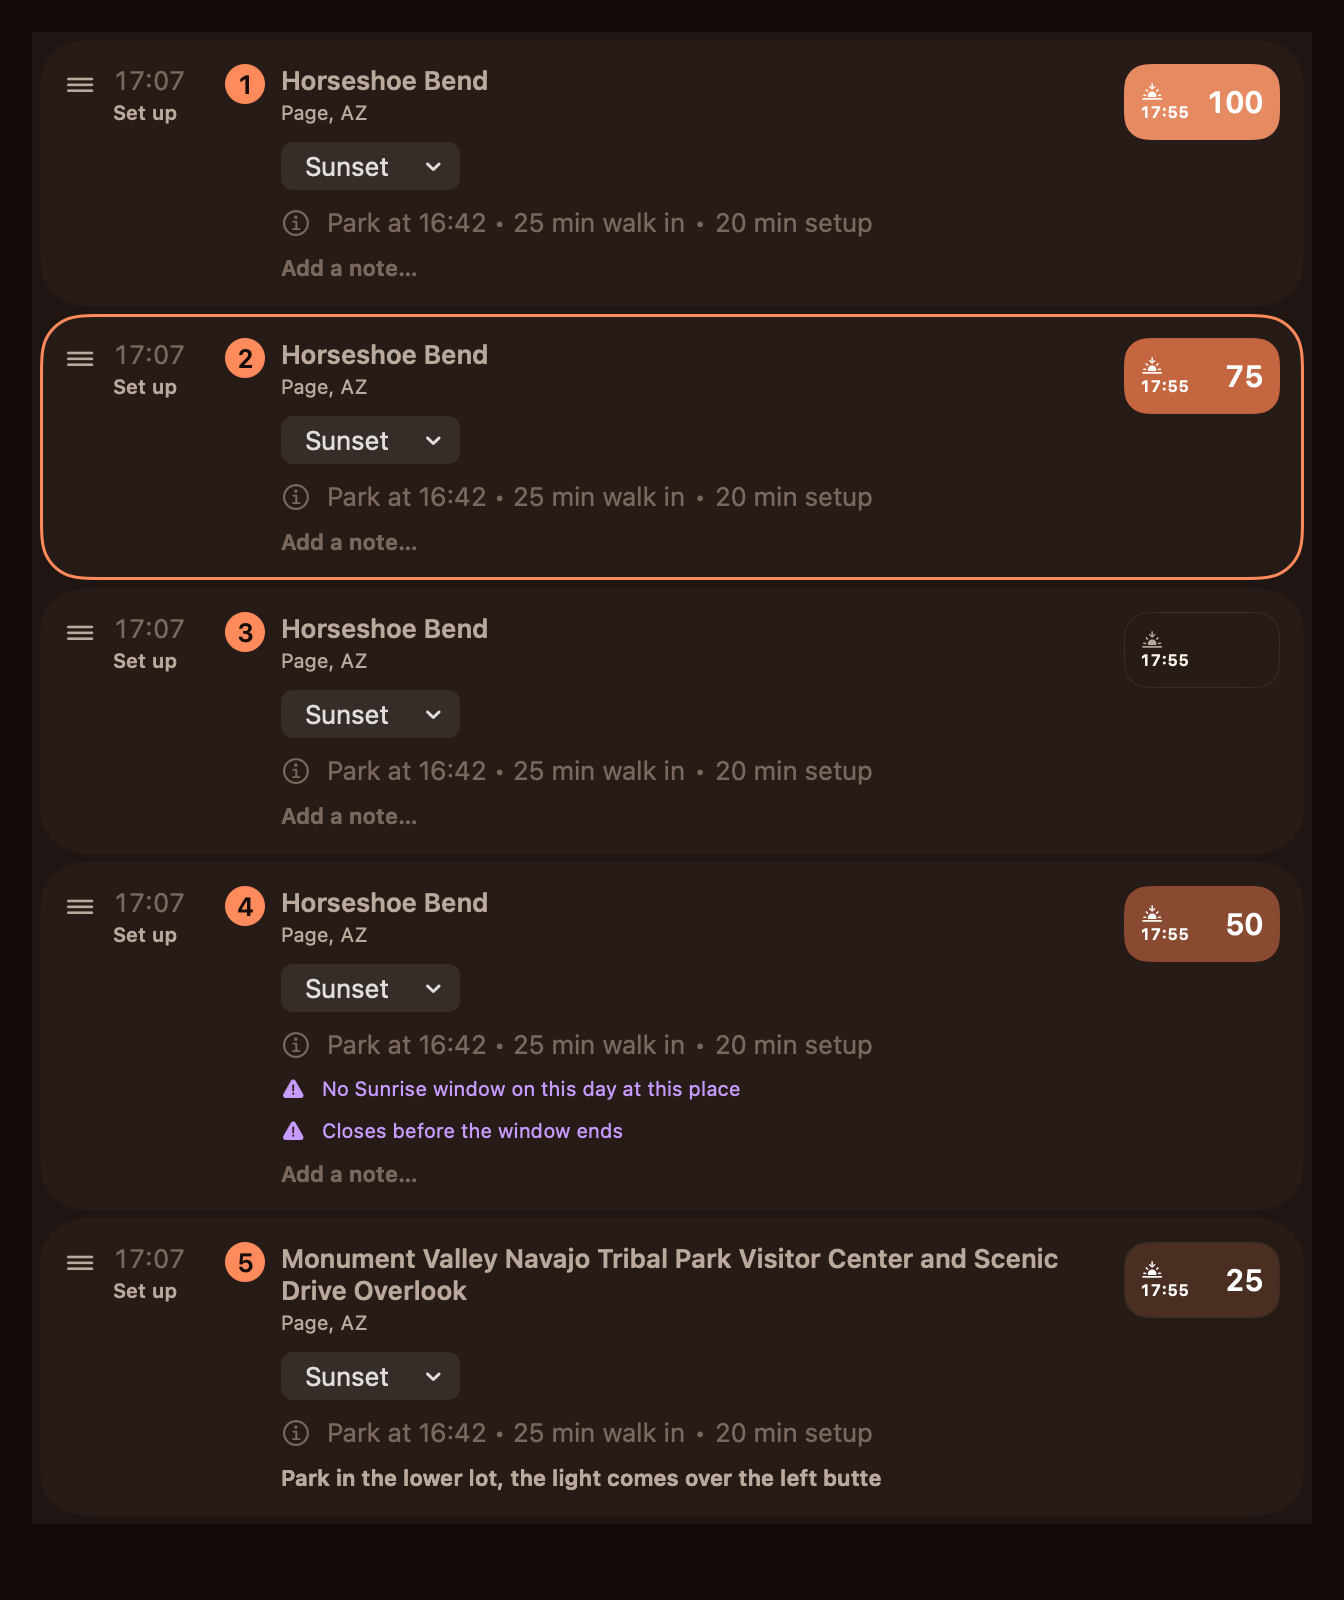 17:07 1 Horseshoe Bend 17:55 100
Set up Page, AZ
Sunset
Park at 16:42 • 25 min walk in • 20 min setup
Add a note...
17:07 2 Horseshoe Bend 17:55 75
Set up Page, AZ
Sunset
Park at 16:42 • 25 min walk in • 20 min setup
Add a note...
17:07 3 Horseshoe Bend 17:55
Set up Page, AZ
Sunset
Park at 16:42 • 25 min walk in • 20 min setup
Add a note...
17:07 4 Horseshoe Bend 17:55 50
Set up Page, AZ
Sunset
Park at 16:42 • 25 min walk in • 20 min setup
No Sunrise window on this day at this place
Closes before the window ends
Add a note...
17:07 5 Monument Valley Navajo Tribal Park Visitor Center and Scenic 17:55 25
Set up Drive Overlook
Page, AZ
Sunset
Park at 16:42 • 25 min walk in • 20 min setup
Park in the lower lot, the light comes over the left butte